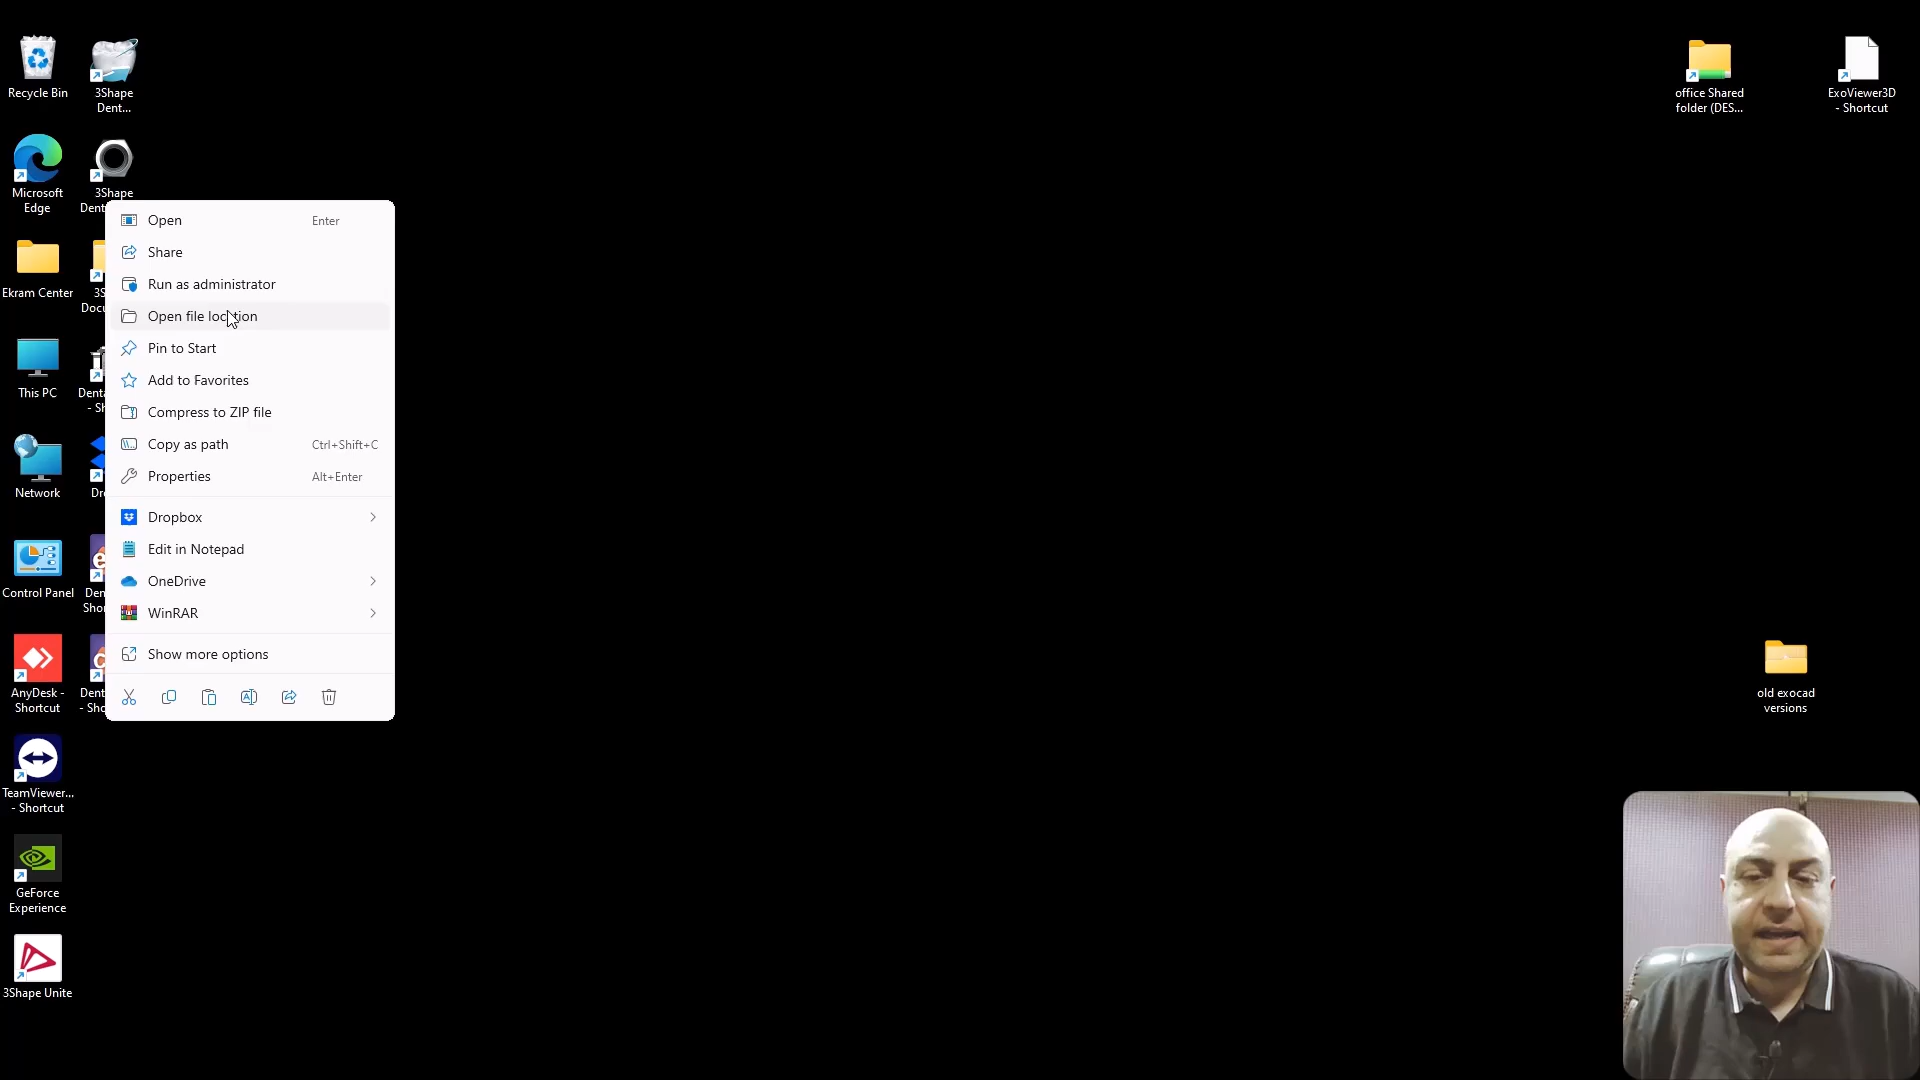 Recycle Bin
3Shape
Dent...
Microsoft
Edge
3Shape
Ekram Center
This PC
Network
Control Panel
AnyDesk -
Shortcut
TeamViewer...
- Shortcut
GeForce
Experience
3Shape Unite
Open Enter
Share
Run as administrator
Open file location
Pin to Start
Add to Favorites
Compress to ZIP file
Copy as path Ctrl+Shift+C
Properties Alt+Enter
Dropbox
Edit in Notepad
OneDrive
WinRAR
Show more options
office Shared
folder (DES...
ExoViewer3D
- Shortcut
old exocad
versions